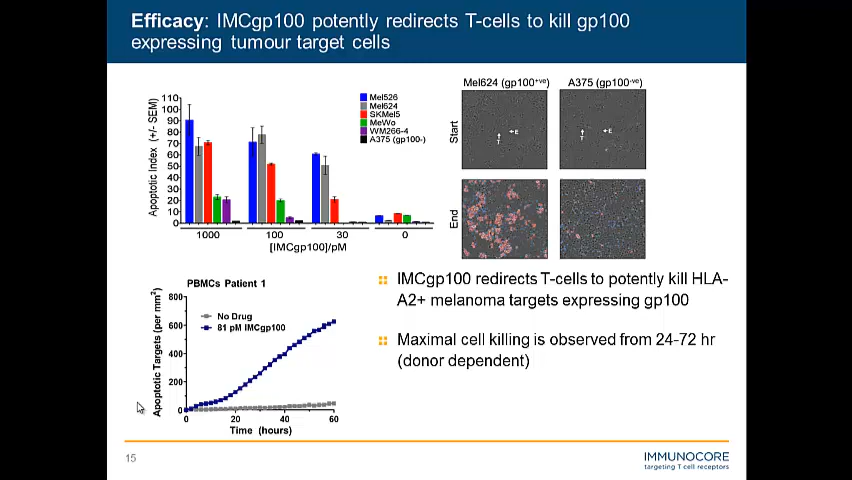 Efficacy: IMCgp100 potently redirects T-cells to kill gp100
expressing tumour target cells
Apoptotic Index (+/- SEM)
110
100
90
80
70
60
50
40
30
20
10
0
Mel526
Mel624
SKMel5
MeWo
WM266-4
A375 (gp100-)
1000 100 30 0
[IMCgp100]/pM
Mel624 (gp100+ve) A375 (gp100-ve)
Start
T E
T E
End
PBMCs Patient 1
Apoptotic Targets (per mm²)
800
600
400
200
0
No Drug
81 pM IMCgp100
0 20 40 60
Time (hours)
IMCgp100 redirects T-cells to potently kill HLA-
A2+ melanoma targets expressing gp100
Maximal cell killing is observed from 24-72 hr
(donor dependent)
15
IMMUNOCORE
targeting T cell receptors